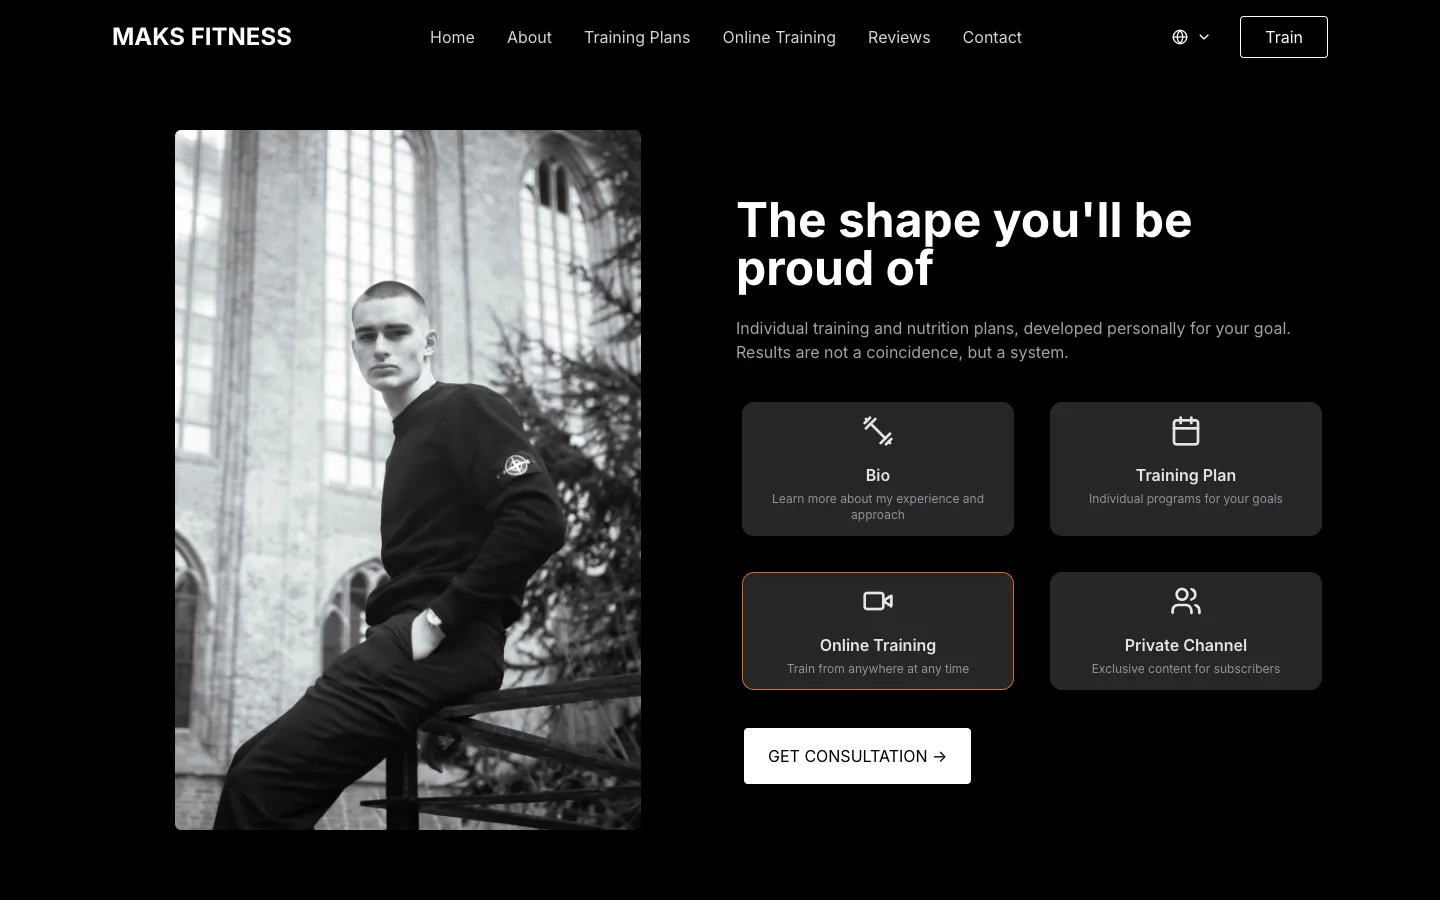 MAKS FITNESS
Home
About
Training Plans
Online Training
Reviews
Contact
Train
The shape you'll be
proud of
Individual training and nutrition plans, developed personally for your goal.
Results are not a coincidence, but a system.
Bio
Learn more about my experience and
approach
Training Plan
Individual programs for your goals
Online Training
Train from anywhere at any time
Private Channel
Exclusive content for subscribers
GET CONSULTATION →